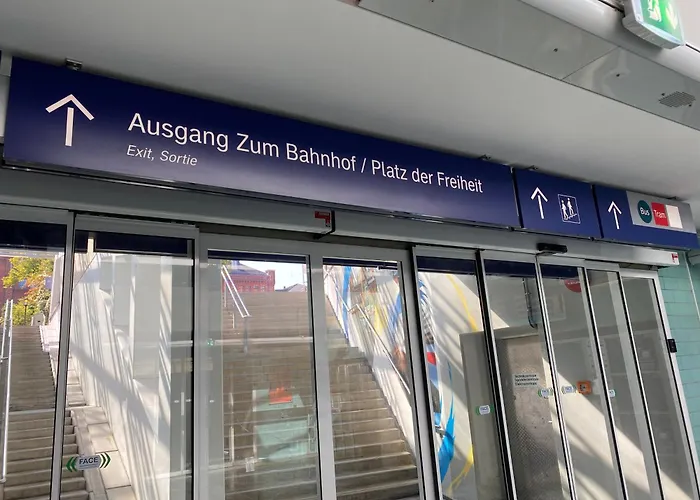 Ausgang Zum Bahnhof / Platz der Freiheit
Exit, Sortie
Bus Tram
FACE